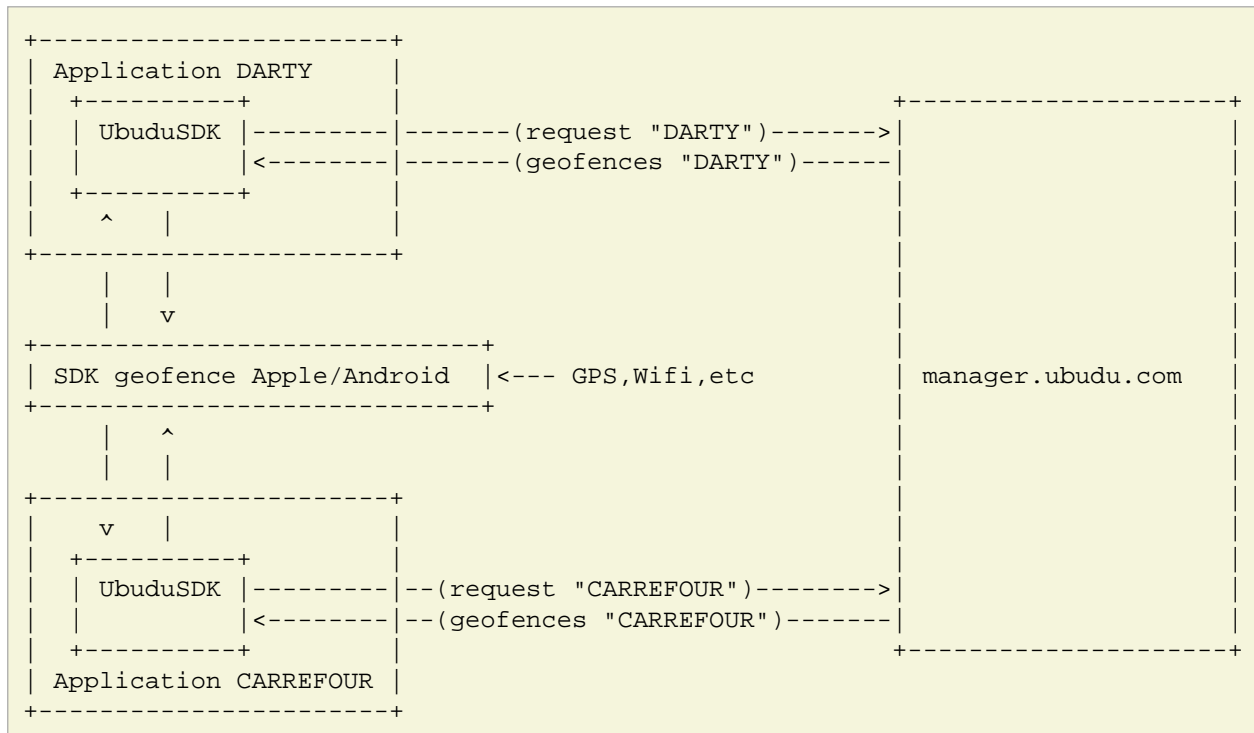 Application DARTY
UbuduSDK
(request "DARTY")
(geofences "DARTY")
v
SDK geofence Apple/Android
GPS,Wifi,etc
manager.ubudu.com
v
UbuduSDK
(request "CARREFOUR")
(geofences "CARREFOUR")
Application CARREFOUR